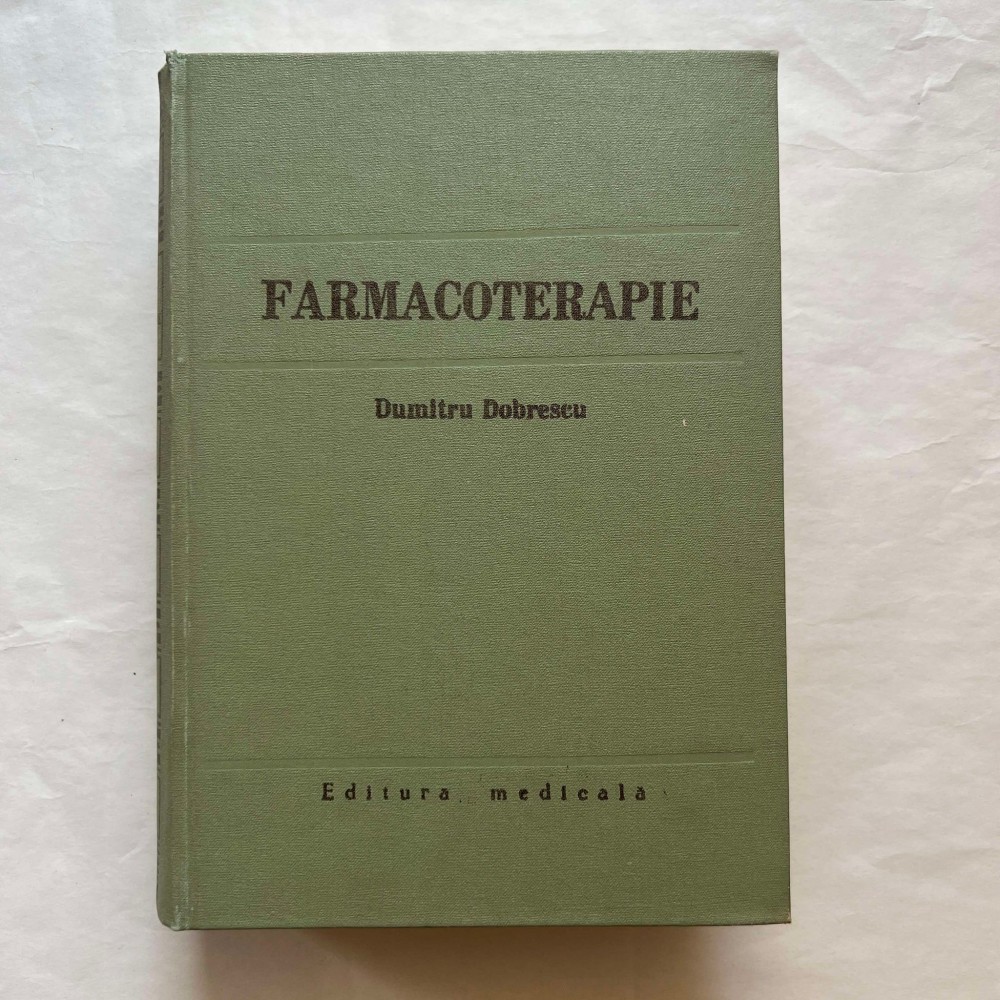 FARMACOTERAPIE
Dumitru Dobrescu
Editura medicală